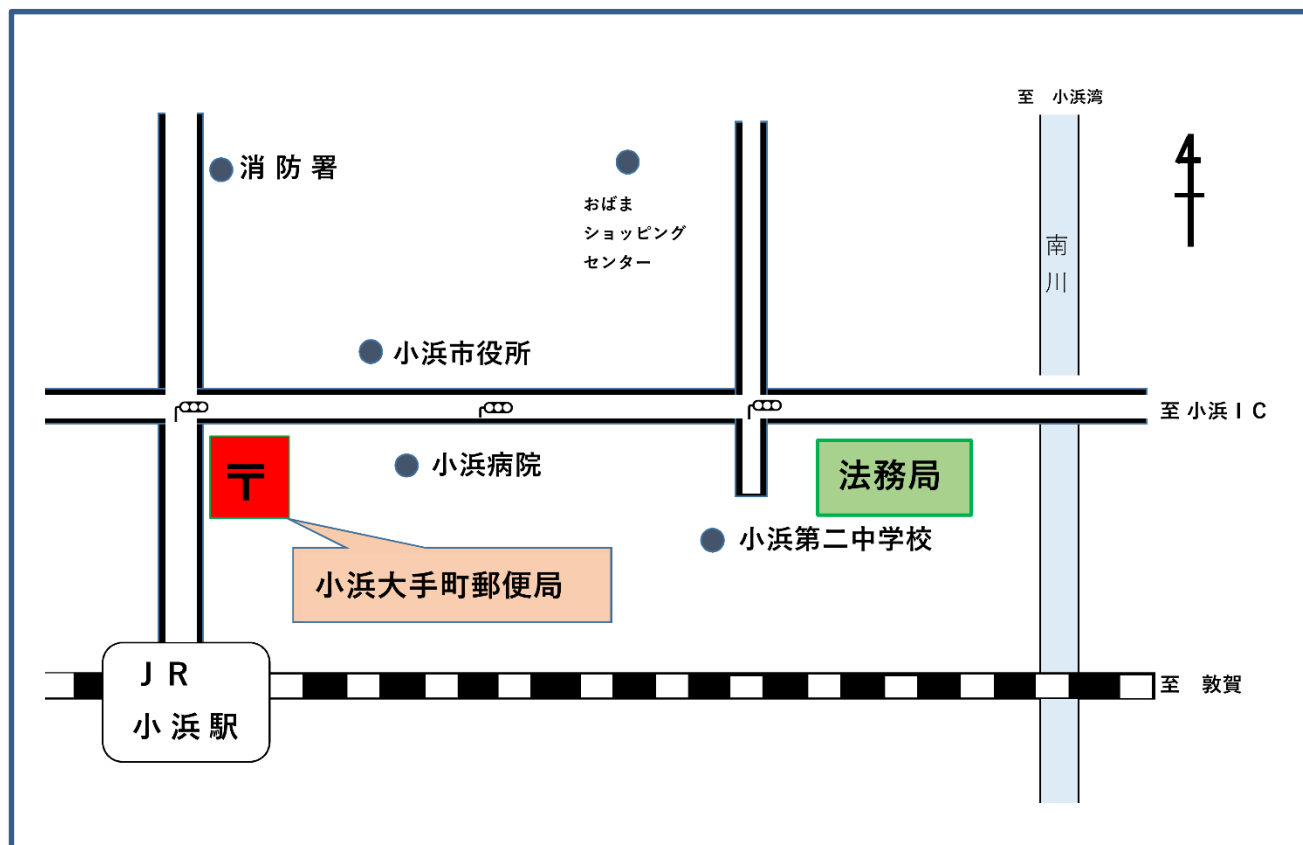 至　小浜湾
消 防 署
おばま
ショッピング
センター
南
川
小浜市役所
至 小浜ＩＣ
〒
小浜病院
法務局
小浜第二中学校
小浜大手町郵便局
ＪＲ
小 浜 駅
至　敦賀